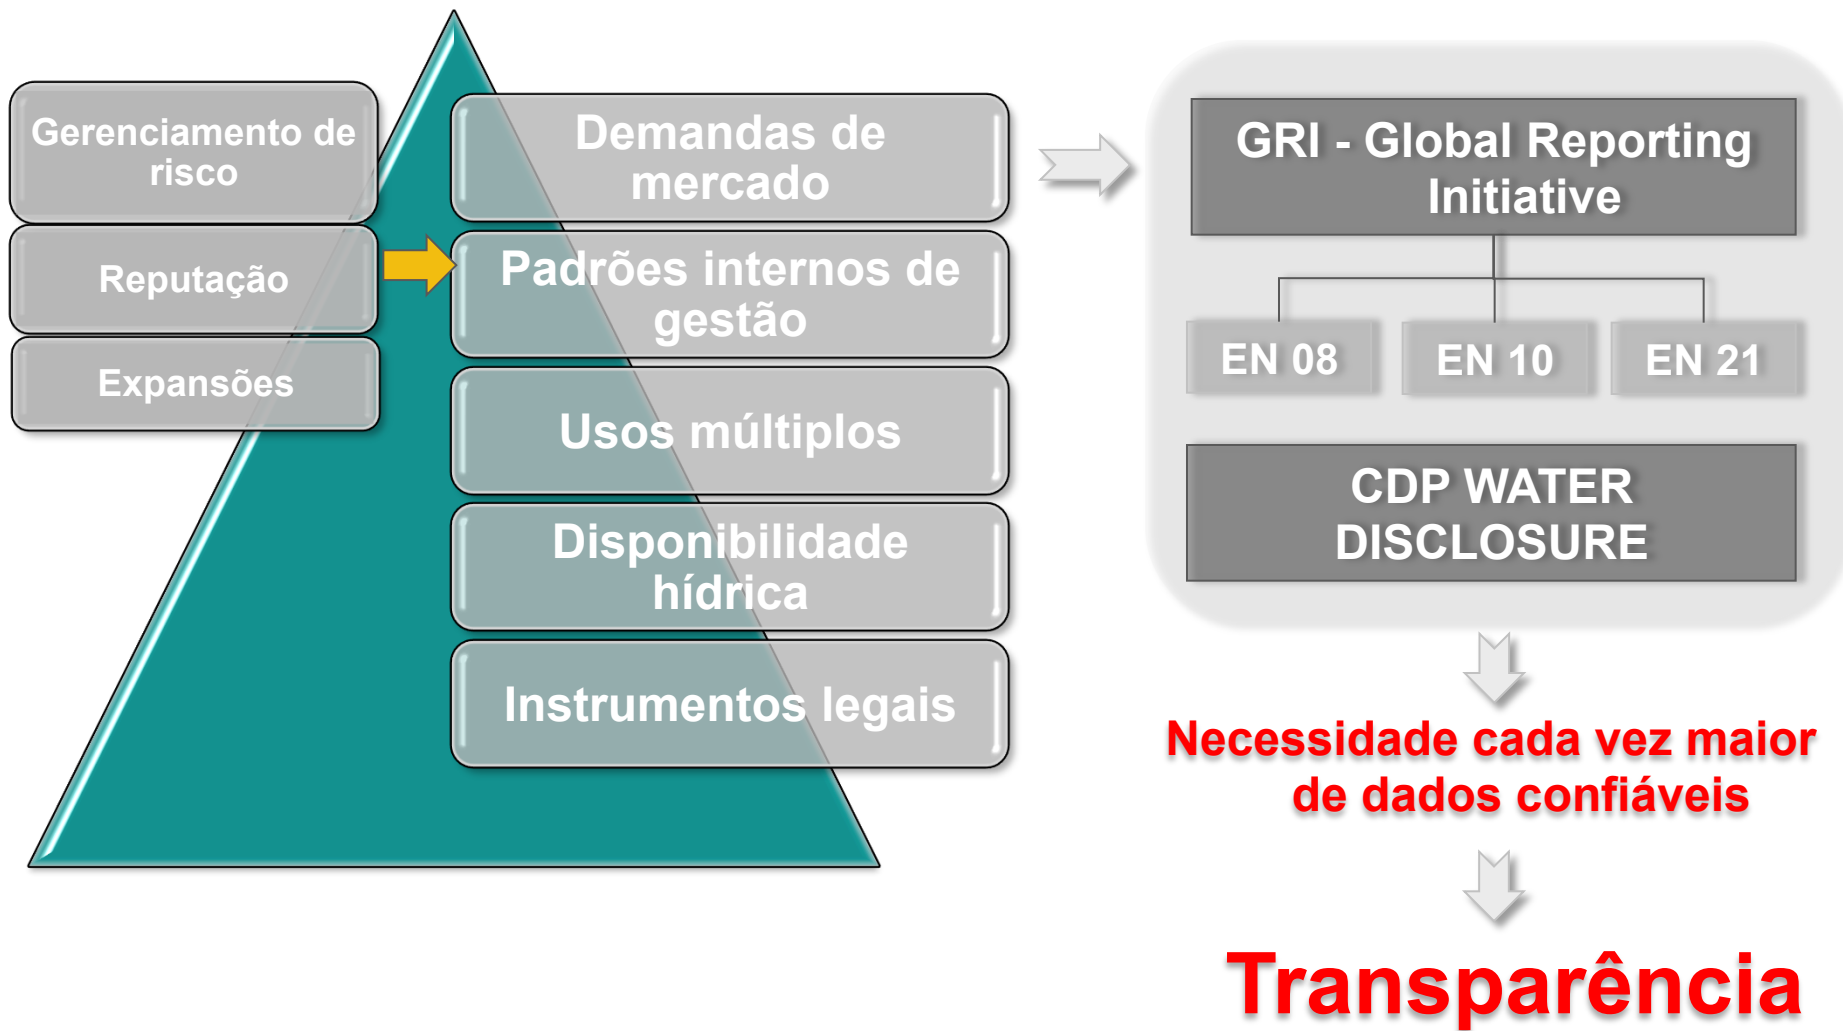 Gerenciamento de
risco
Reputação
Expansões
Demandas de
mercado
Padrões internos de
gestão
Usos múltiplos
Disponibilidade
hídrica
Instrumentos legais
GRI - Global Reporting
Initiative
EN 08
EN 10
EN 21
CDP WATER
DISCLOSURE
Necessidade cada vez maior
de dados confiáveis
Transparência